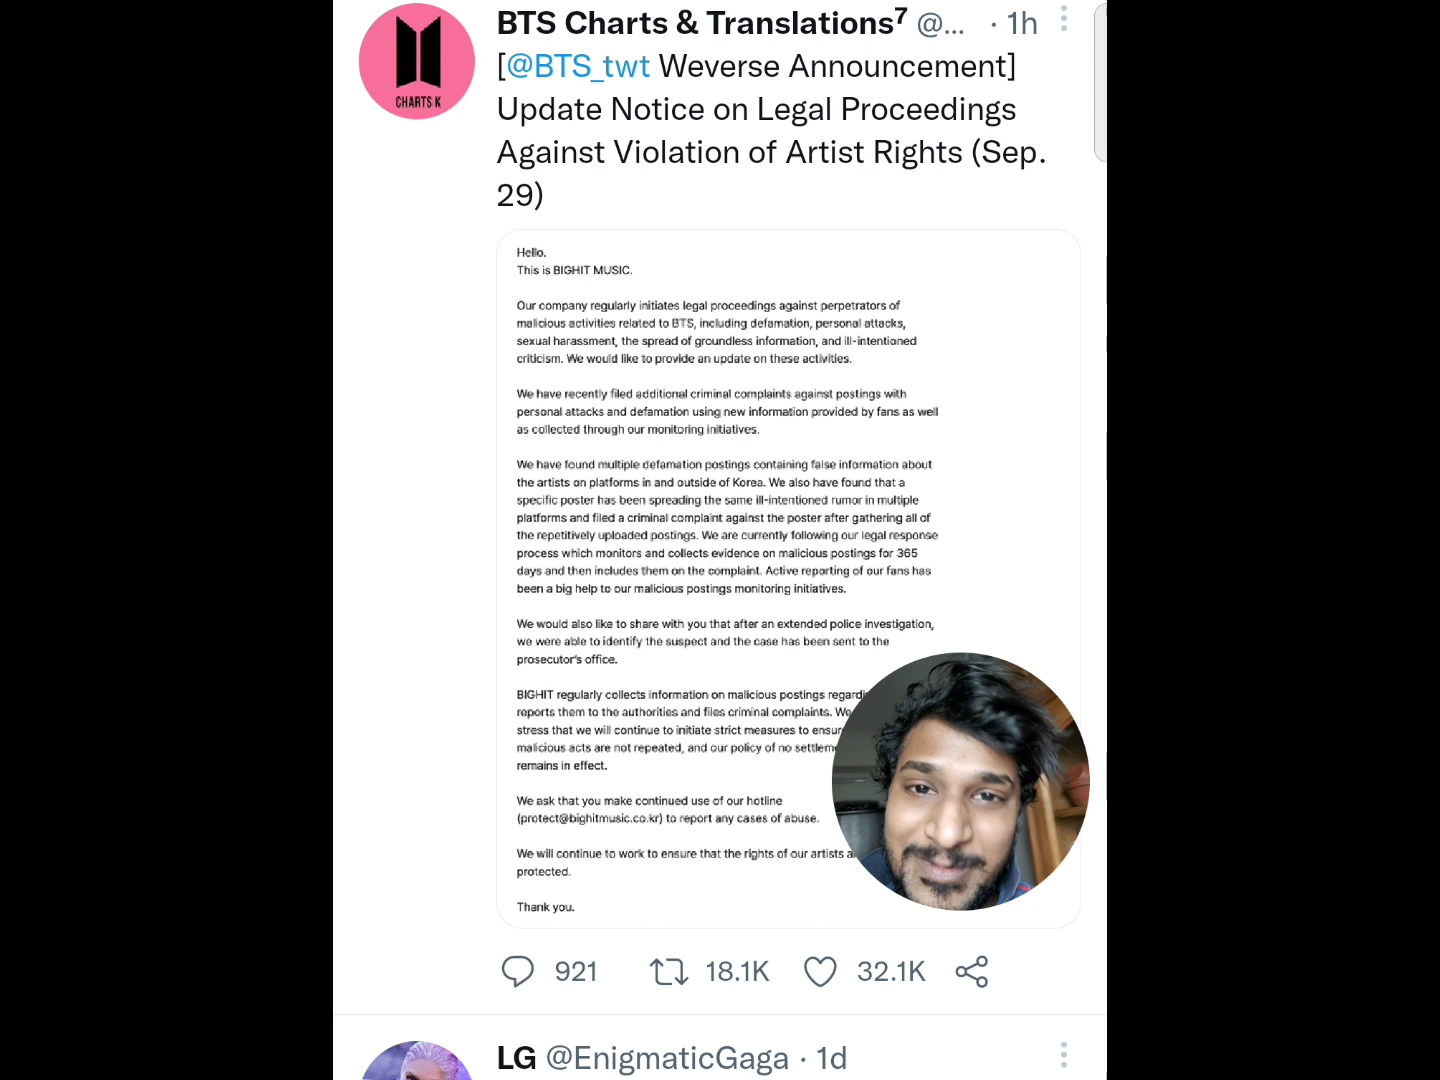 BTS Charts & Translations⁷ @... · 1h
CHARTS K
[@BTS_twt Weverse Announcement]
Update Notice on Legal Proceedings
Against Violation of Artist Rights (Sep.
29)
Hello.
This is BIGHIT MUSIC.
Our company regularly initiates legal proceedings against perpetrators of
malicious activities related to BTS, including defamation, personal attacks,
sexual harassment, the spread of groundless information, and ill-intentioned
criticism. We would like to provide an update on these activities.
We have recently filed additional criminal complaints against postings with
personal attacks and defamation using new information provided by fans as well
as collected through our monitoring initiatives.
We have found multiple defamation postings containing false information about
the artists on platforms in and outside of Korea. We also have found that a
specific poster has been spreading the same ill-intentioned rumor in multiple
platforms and filed a criminal complaint against the poster after gathering all of
the repetitively uploaded postings. We are currently following our legal response
process which monitors and collects evidence on malicious postings for 365
days and then includes them on the complaint. Active reporting of our fans has
been a big help to our malicious postings monitoring initiatives.
We would also like to share with you that after an extended police investigation,
we were able to identify the suspect and the case has been sent to the
prosecutor's office.
BIGHIT regularly collects information on malicious postings
reports them to the authorities and files criminal complaints. We
stress that we will continue to initiate strict measures to
malicious acts are not repeated, and our policy of no
remains in effect.
We ask that you make continued use of our hotline
(protect@bighitmusic.co.kr) to report any cases of abuse.
We will continue to work to ensure that the rights of our artists
protected.
Thank you.
921 18.1K 32.1K
LG @EnigmaticGaga · 1d